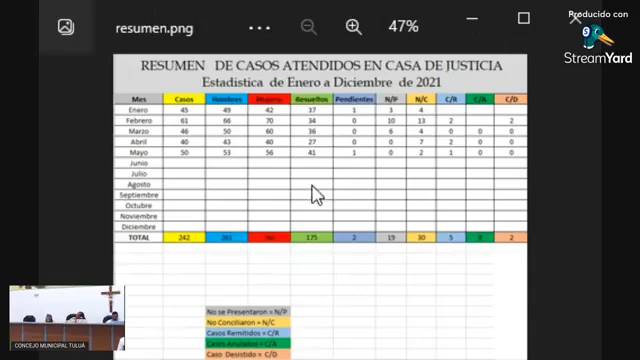 Producido con
StreamYard
resumen.png
47%
RESUMEN DE CASOS ATENDIDOS EN CASA DE JUSTICIA
Estadistica de Enero a Diciembre de 2021
Mes Casos Hombres Mujeres Resueltos Pendientes N/P N/C C/R C/A C/D
Enero 45 49 42 37 1 3 4
Febrero 61 66 70 34 0 10 13 2 2
Marzo 46 50 60 36 0 6 4 0 0 0
Abril 40 43 40 27 0 0 7 2 0 0
Mayo 50 53 56 41 1 0 2 1 0 0
Junio
Julio
Agosto
Septiembre
Octubre
Noviembre
Diciembre
TOTAL 242 261 175 2 19 30 5 2
No se Presentaron = N/P
No Conciliaron = N/C
Casos Remitidos = C/R
Casos Anulados = C/A
Caso Desistido = C/D
CONCEJO MUNICIPAL TULUÁ